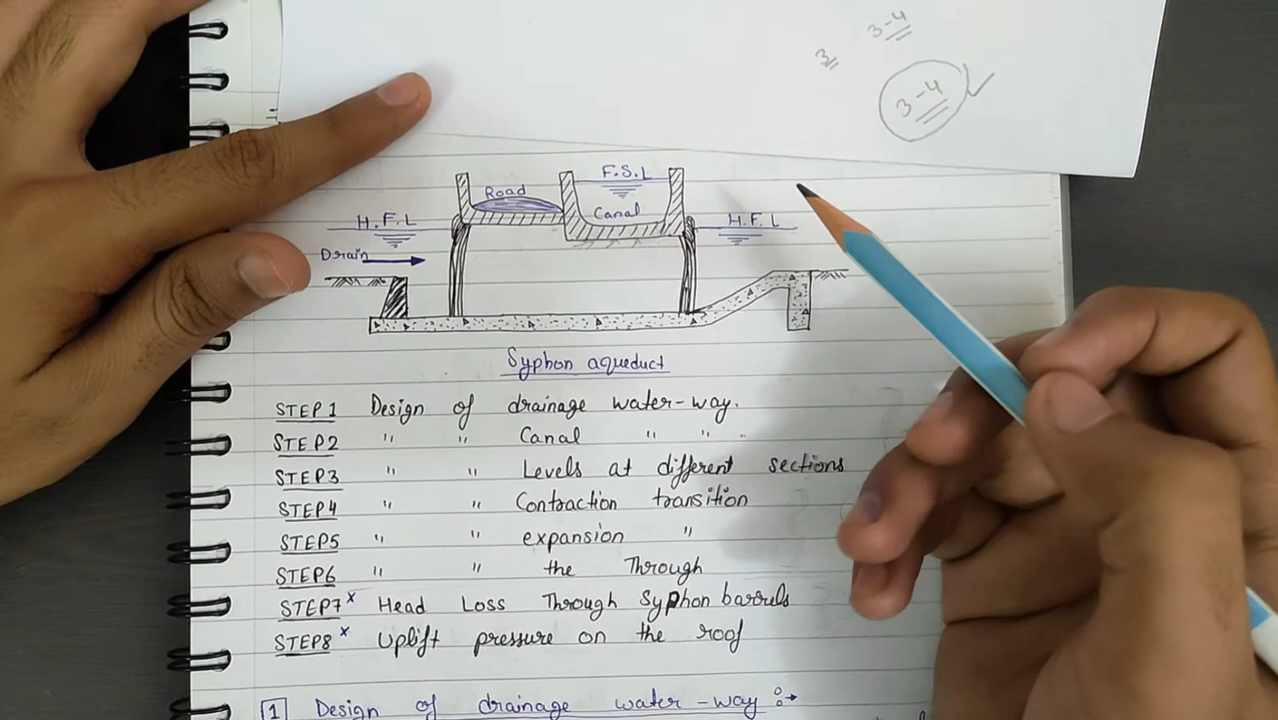 3-4
3
3-4
F.S.L
Road
Canal
H.F.L
H.F.L
Drain
Syphon aqueduct
STEP1 Design of drainage water-way.
STEP2 " " Canal " " .
STEP3 " " Levels at different sections
STEP4 " " Contraction transition
STEP5 " " expansion "
STEP6 " " the Through
STEP7 x Head Loss Through Syphon barrels
STEP8 x Uplift pressure on the roof
1 Design of drainage water-way :→